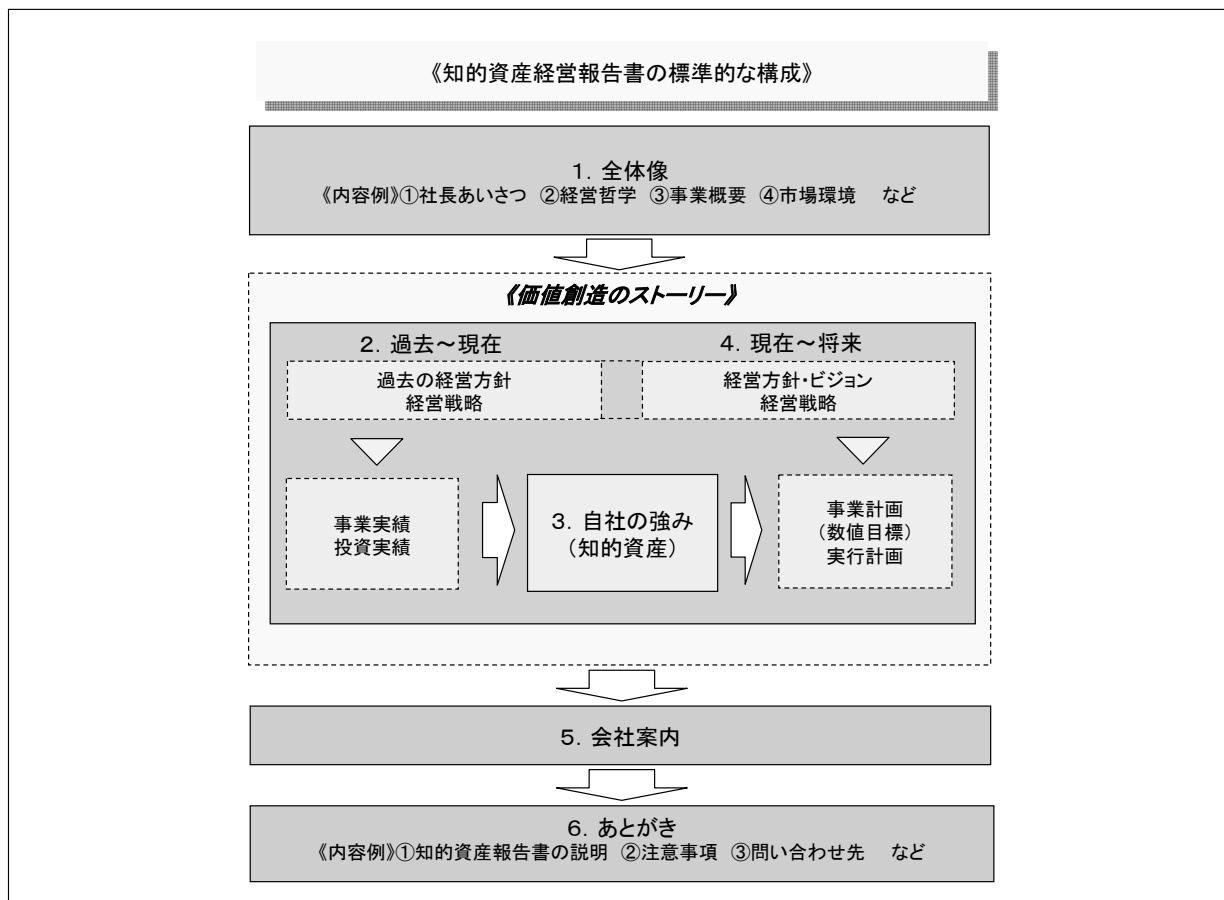 《知的資産経営報告書の標準的な構成》
１．全体像
《内容例》①社長あいさつ ②経営哲学 ③事業概要 ④市場環境 など
《価値創造のストーリー》
２．過去～現在
過去の経営方針
経営戦略
４．現在～将来
経営方針・ビジョン
経営戦略
事業実績
投資実績
３．自社の強み
（知的資産）
事業計画
（数値目標）
実行計画
５．会社案内
６．あとがき
《内容例》①知的資産報告書の説明 ②注意事項 ③問い合わせ先 など